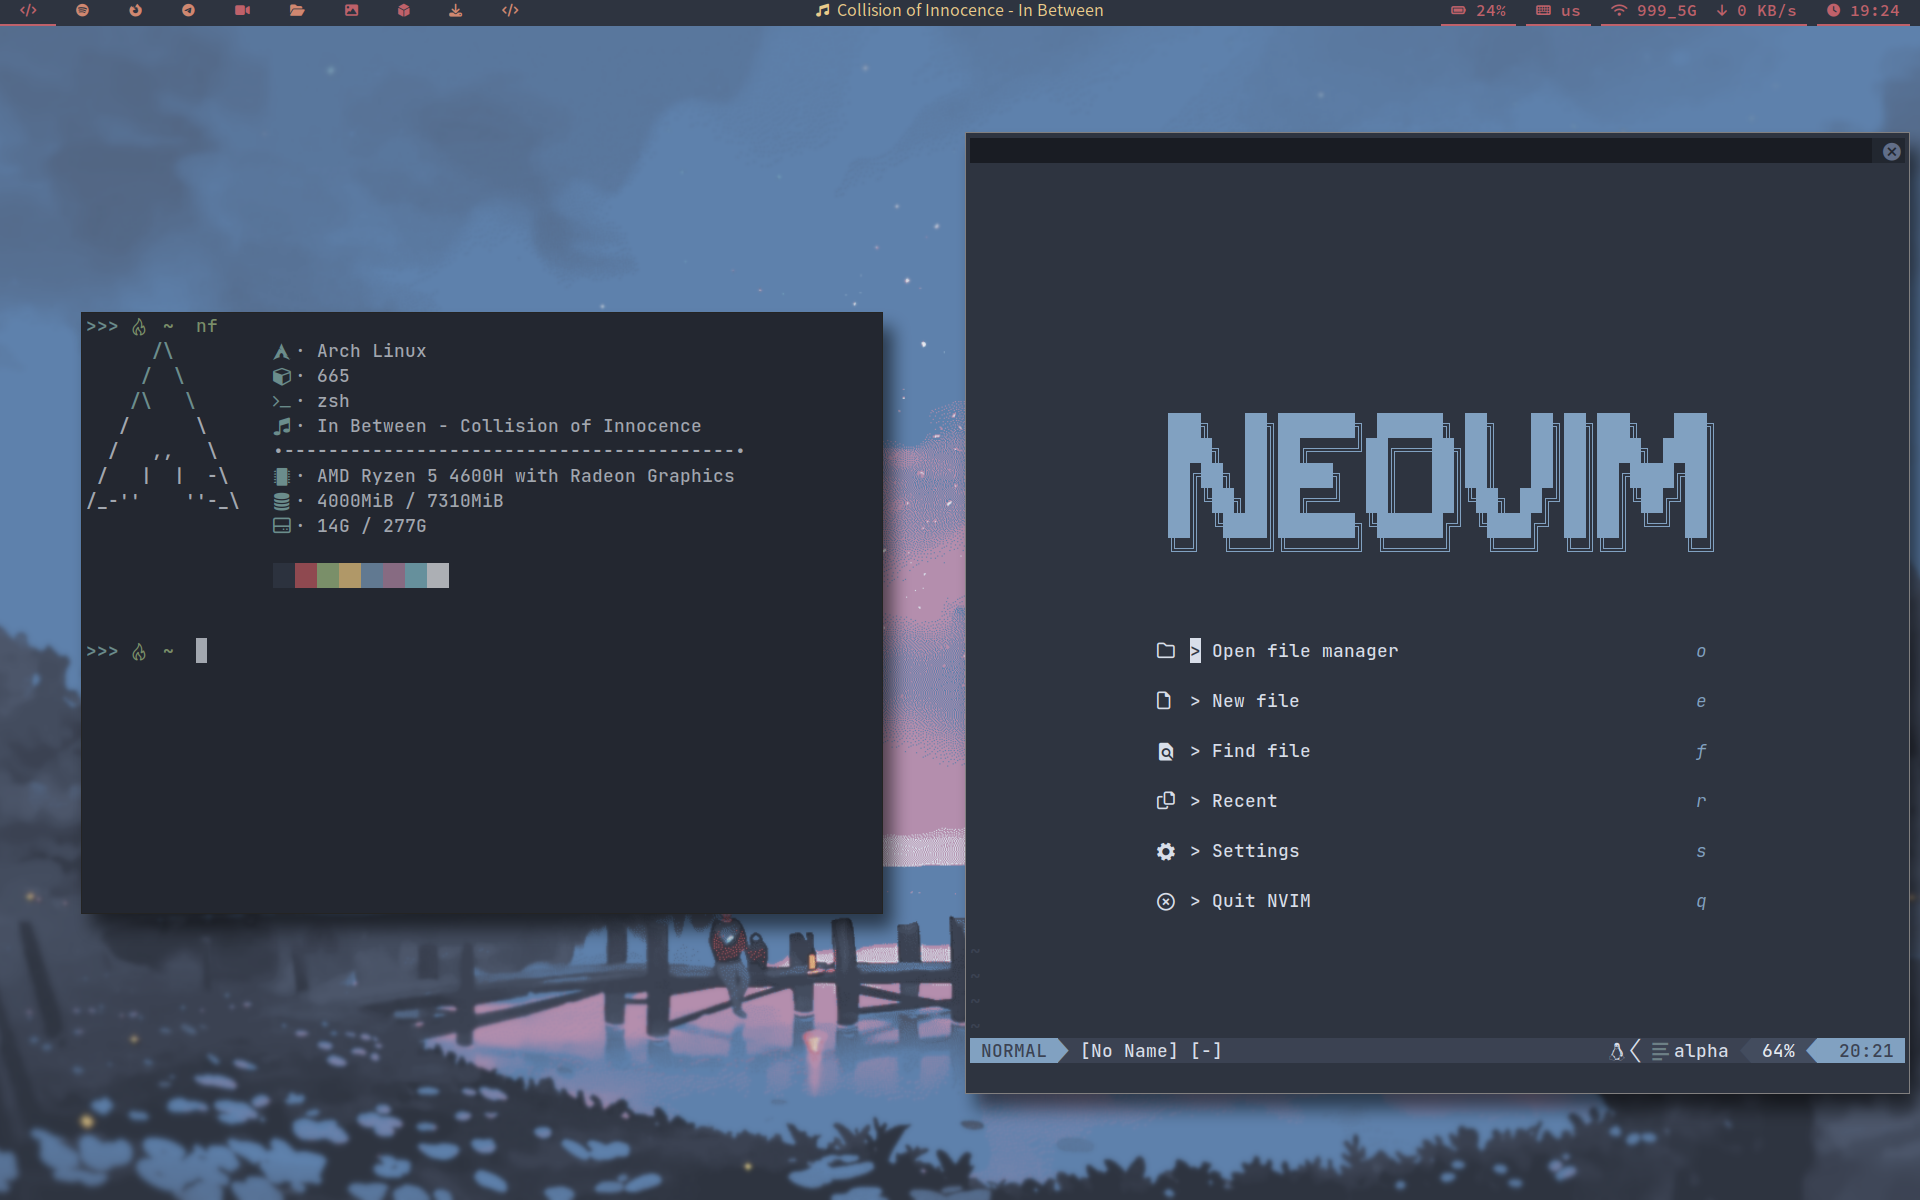 Collision of Innocence - In Between
24% us 999_5G 0 KB/s 19:24
>>> ~ nf
Arch Linux
665
zsh
In Between - Collision of Innocence
AMD Ryzen 5 4600H with Radeon Graphics
4000MiB / 7310MiB
14G / 277G
>>> ~
NEOVIM
> Open file manager o
> New file e
> Find file f
> Recent r
> Settings s
> Quit NVIM q
~
~
~
~
NORMAL [No Name] [-] alpha 64% 20:21